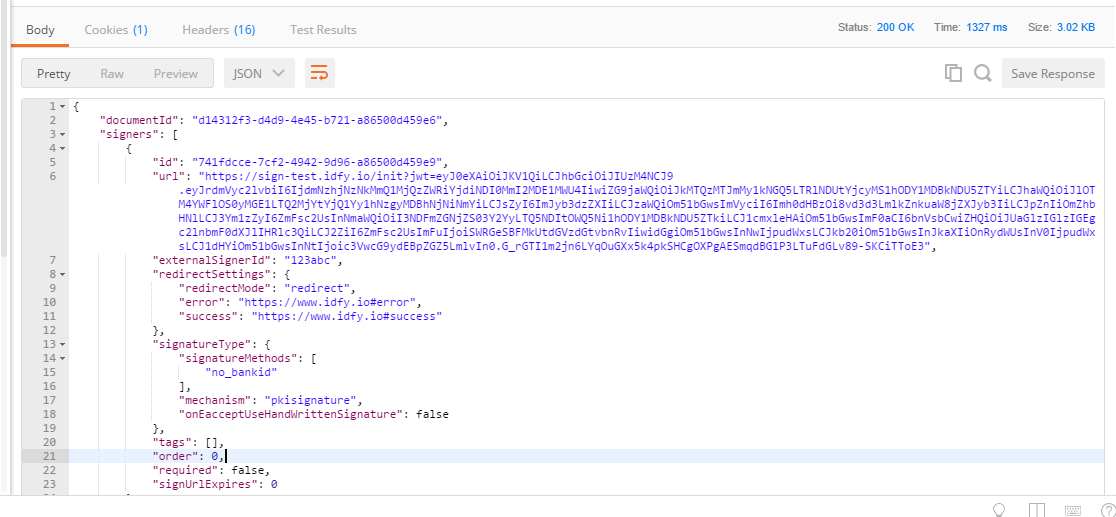 Body Cookies (1) Headers (16) Test Results Status: 200 OK Time: 1327 ms Size: 3.02 KB
Pretty Raw Preview JSON Save Response
1 {
2 "documentId": "d14312f3-d4d9-4e45-b721-a86500d459e6",
3 "signers": [
4 {
5 "id": "741fdcce-7cf2-4942-9d96-a86500d459e9",
6 "url": "https://sign-test.idfy.io/init?jwt=eyJ0eXAiOiJKV1QiLCJhbGciOiJIUzM4NCJ9
7 "externalSignerId": "123abc",
8 "redirectSettings": {
9 "redirectMode": "redirect",
10 "error": "https://www.idfy.io#error",
11 "success": "https://www.idfy.io#success"
12 },
13 "signatureType": {
14 "signatureMethods": [
15 "no_bankid"
16 ],
17 "mechanism": "pkisignature",
18 "onEacceptUseHandWrittenSignature": false
19 },
20 "tags": [],
21 "order": 0,
22 "required": false,
23 "signUrlExpires": 0